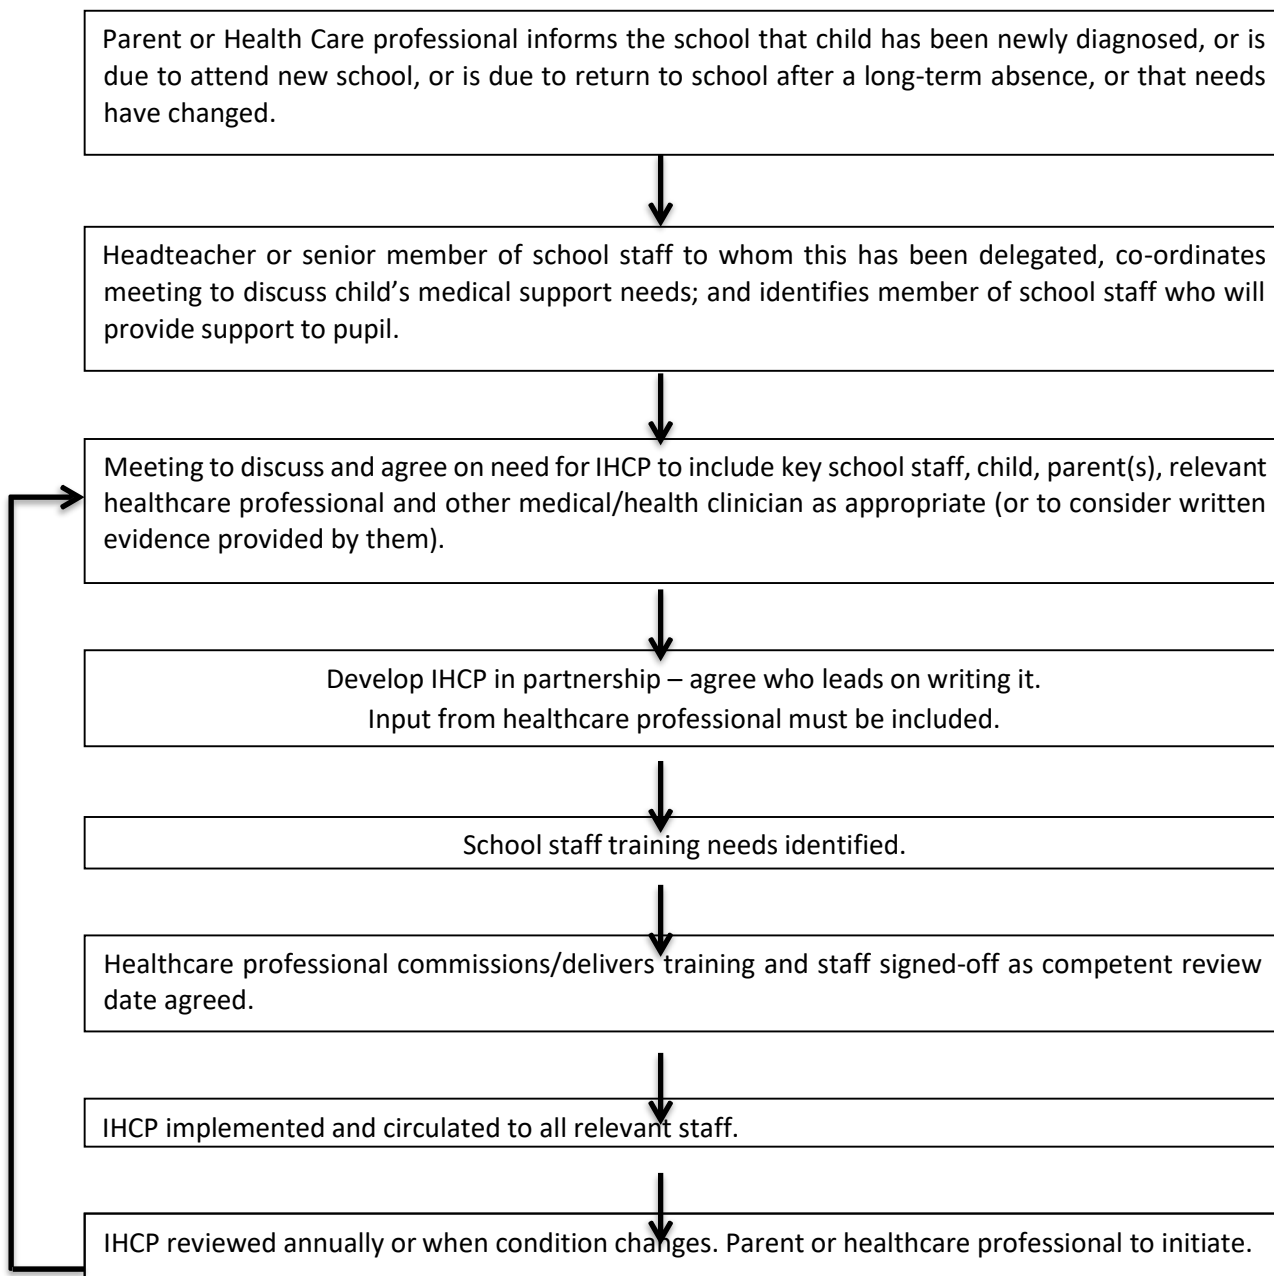 Parent or Health Care professional informs the school that child has been newly diagnosed, or is
due to attend new school, or is due to return to school after a long-term absence, or that needs
have changed.
Headteacher or senior member of school staff to whom this has been delegated, co-ordinates
meeting to discuss child’s medical support needs; and identifies member of school staff who will
provide support to pupil.
Meeting to discuss and agree on need for IHCP to include key school staff, child, parent(s), relevant
healthcare professional and other medical/health clinician as appropriate (or to consider written
evidence provided by them).
Develop IHCP in partnership – agree who leads on writing it.
Input from healthcare professional must be included.
School staff training needs identified.
Healthcare professional commissions/delivers training and staff signed-off as competent review
date agreed.
IHCP implemented and circulated to all relevant staff.
IHCP reviewed annually or when condition changes. Parent or healthcare professional to initiate.